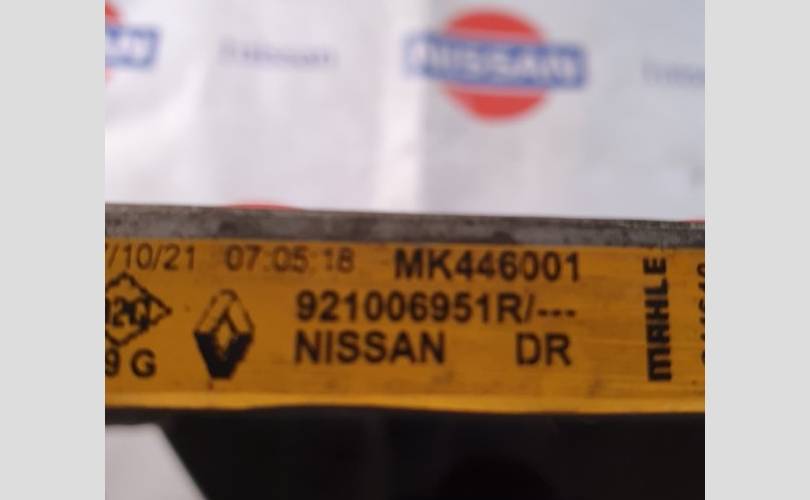 NISSAN
/10/21 07:05:18 MK446001
921006951R/---
NISSAN DR
9 G
MAHLE